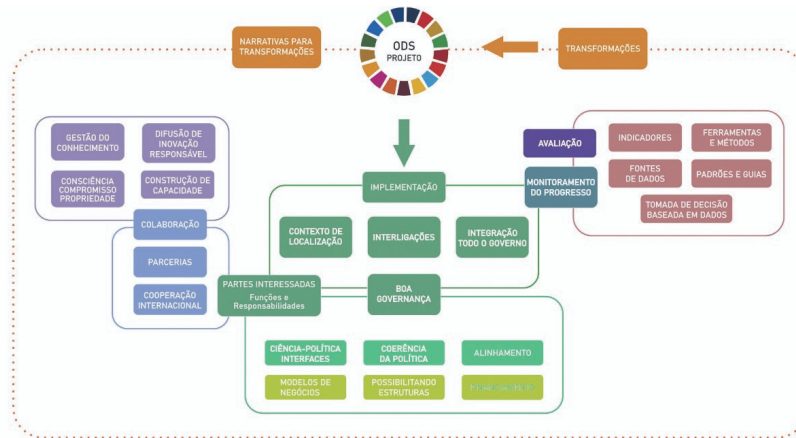 NARRATIVAS PARA
TRANSFORMAÇÕES
ODS
PROJETO
TRANSFORMAÇÕES
GESTÃO DO
CONHECIMENTO
DIFUSÃO DE
INOVAÇÃO
RESPONSÁVEL
CONSCIÊNCIA
COMPROMISSO
PROPRIEDADE
CONSTRUÇÃO DE
CAPACIDADE
COLABORAÇÃO
PARCERIAS
COOPERAÇÃO
INTERNACIONAL
IMPLEMENTAÇÃO
CONTEXTO DE
LOCALIZAÇÃO
INTERLIGAÇÕES
INTEGRAÇÃO
TODO O GOVERNO
PARTES INTERESSADAS
Funções e
Responsabilidades
BOA
GOVERNANÇA
AVALIAÇÃO
MONITORAMENTO
DO PROGRESSO
INDICADORES
FERRAMENTAS
E MÉTODOS
FONTES
DE DADOS
PADRÕES E GUIAS
TOMADA DE DECISÃO
BASEADA EM DADOS
CIÊNCIA-POLÍTICA
INTERFACES
COERÊNCIA
DA POLÍTICA
ALINHAMENTO
MODELOS DE
NEGÓCIOS
POSSIBILITANDO
ESTRUTURAS